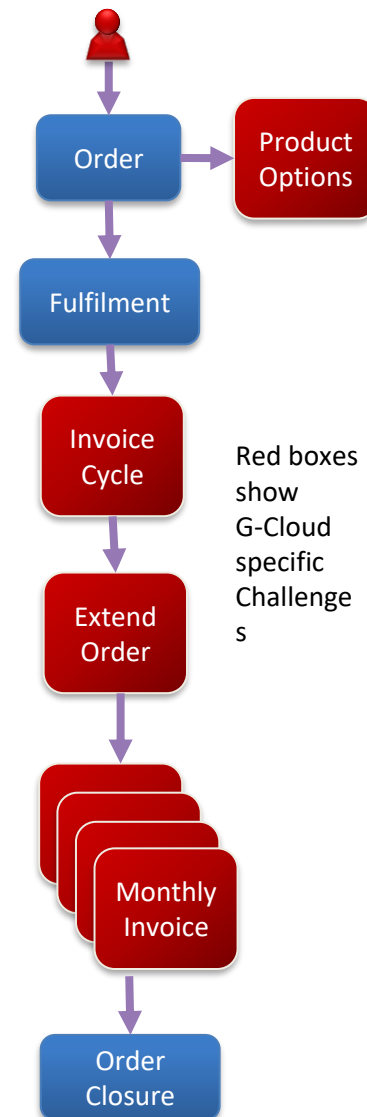 Order
Product
Options
Fulfilment
Invoice
Cycle
Red boxes
show
G-Cloud
specific
Challenge
s
Extend
Order
Monthly
Invoice
Order
Closure